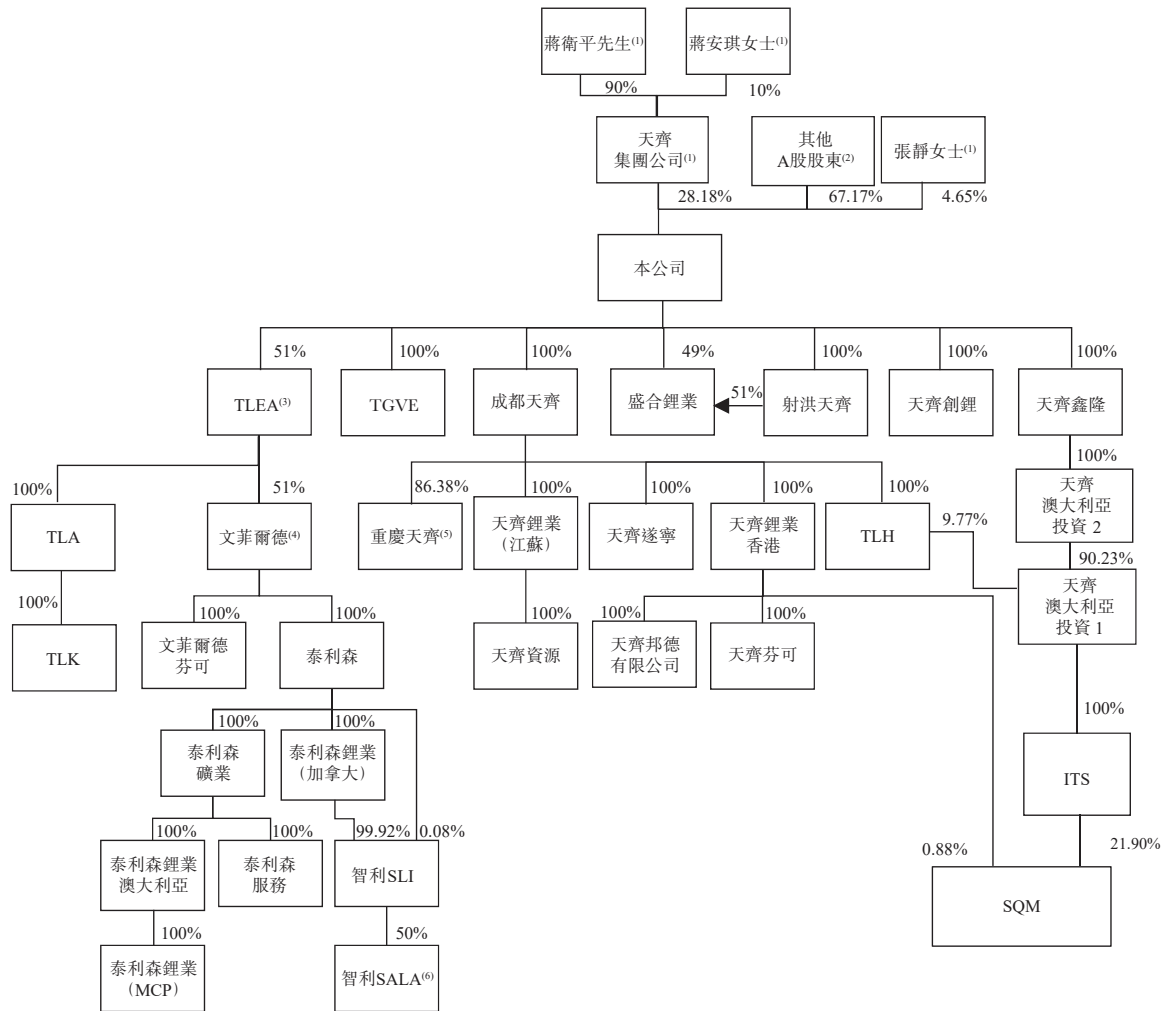 蔣衛平先生(1)
蔣安琪女士(1)
90%
10%
天齊
集團公司(1)
其他
A股股東(2)
張靜女士(1)
28.18%
67.17%
4.65%
本公司
51%
100%
100%
49%
100%
100%
100%
TLEA(3)
TGVE
成都天齊
盛合鋰業
51%
射洪天齊
天齊創鋰
天齊鑫隆
100%
51%
86.38%
100%
100%
100%
100%
100%
TLA
文菲爾德(4)
重慶天齊(5)
天齊鋰業
（江蘇）
天齊遂寧
天齊鋰業
香港
TLH
9.77%
天齊
澳大利亞
投資 2
90.23%
100%
100%
100%
100%
100%
100%
TLK
文菲爾德
芬可
泰利森
天齊資源
天齊邦德
有限公司
天齊芬可
天齊
澳大利亞
投資 1
100%
100%
100%
泰利森
礦業
泰利森鋰業
（加拿大）
ITS
100%
100%
99.92%
0.08%
0.88%
21.90%
泰利森鋰業
澳大利亞
泰利森
服務
智利SLI
SQM
100%
50%
泰利森鋰業
(MCP)
智利SALA(6)